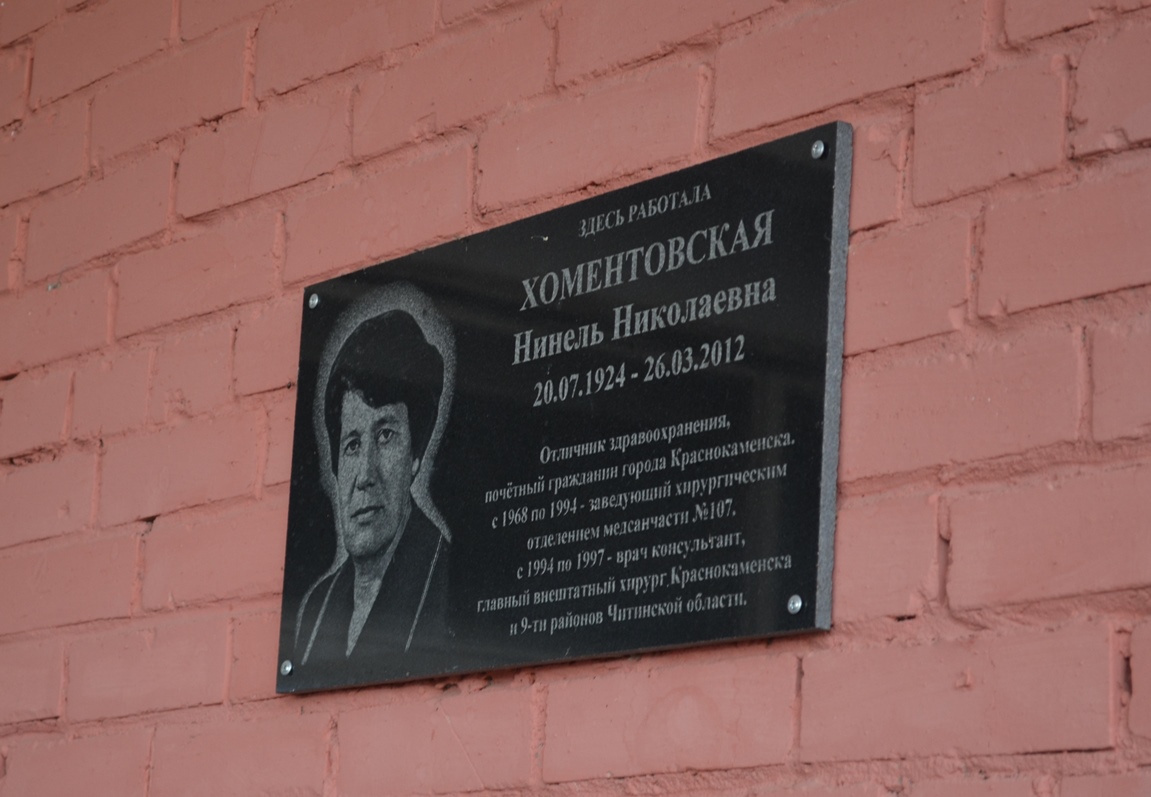 ЗДЕСЬ РАБОТАЛА
ХОМЕНТОВСКАЯ
Нинель Николаевна
20.07.1924 - 26.03.2012
Отличник здравоохранения,
почётный гражданин города Краснокаменска.
с 1968 по 1994 - заведующий хирургическим
отделением медсанчасти №107.
с 1994 по 1997 - врач консультант,
главный внештатный хирург Краснокаменска
и 9-ти районов Читинской области.